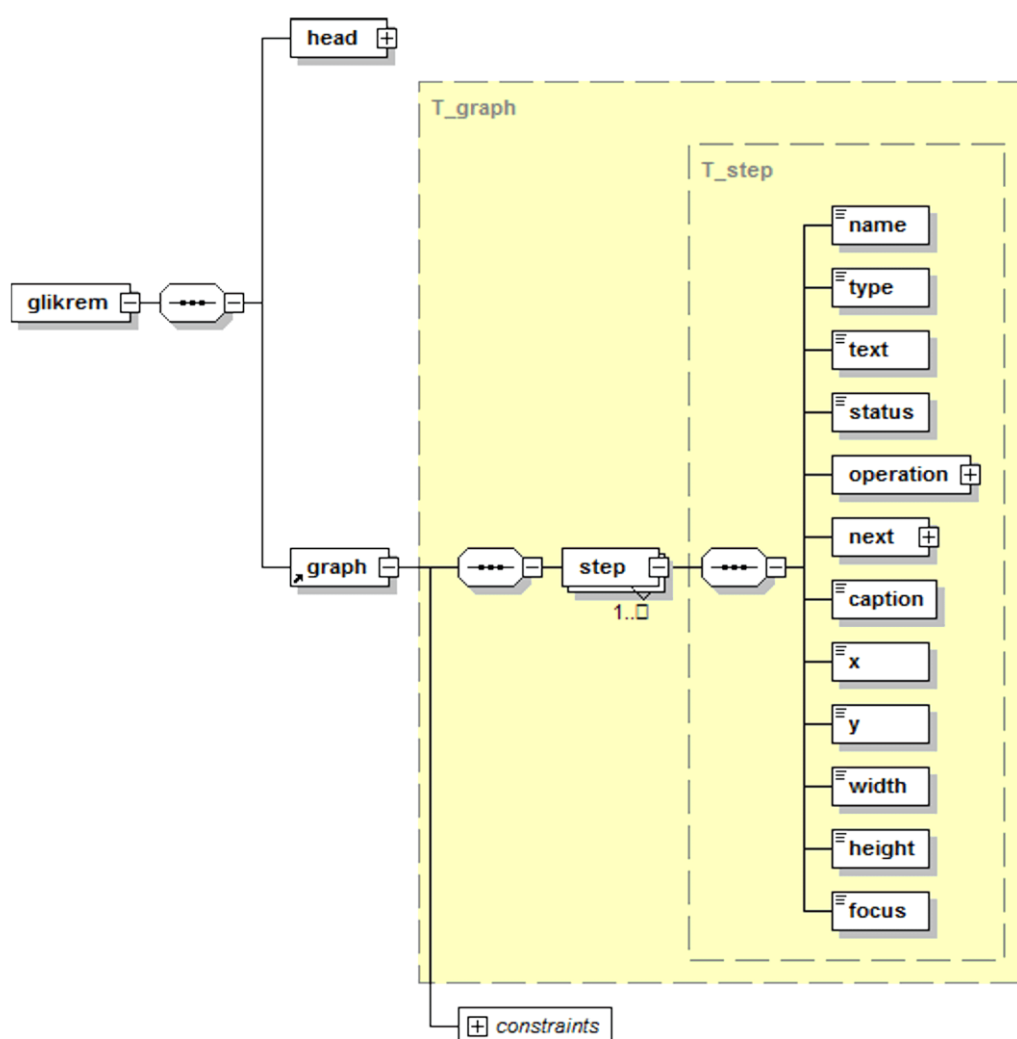 head
T_graph
T_step
name
type
text
glikrem
status
operation
next
graph
step
caption
1..□
x
y
width
height
focus
constraints